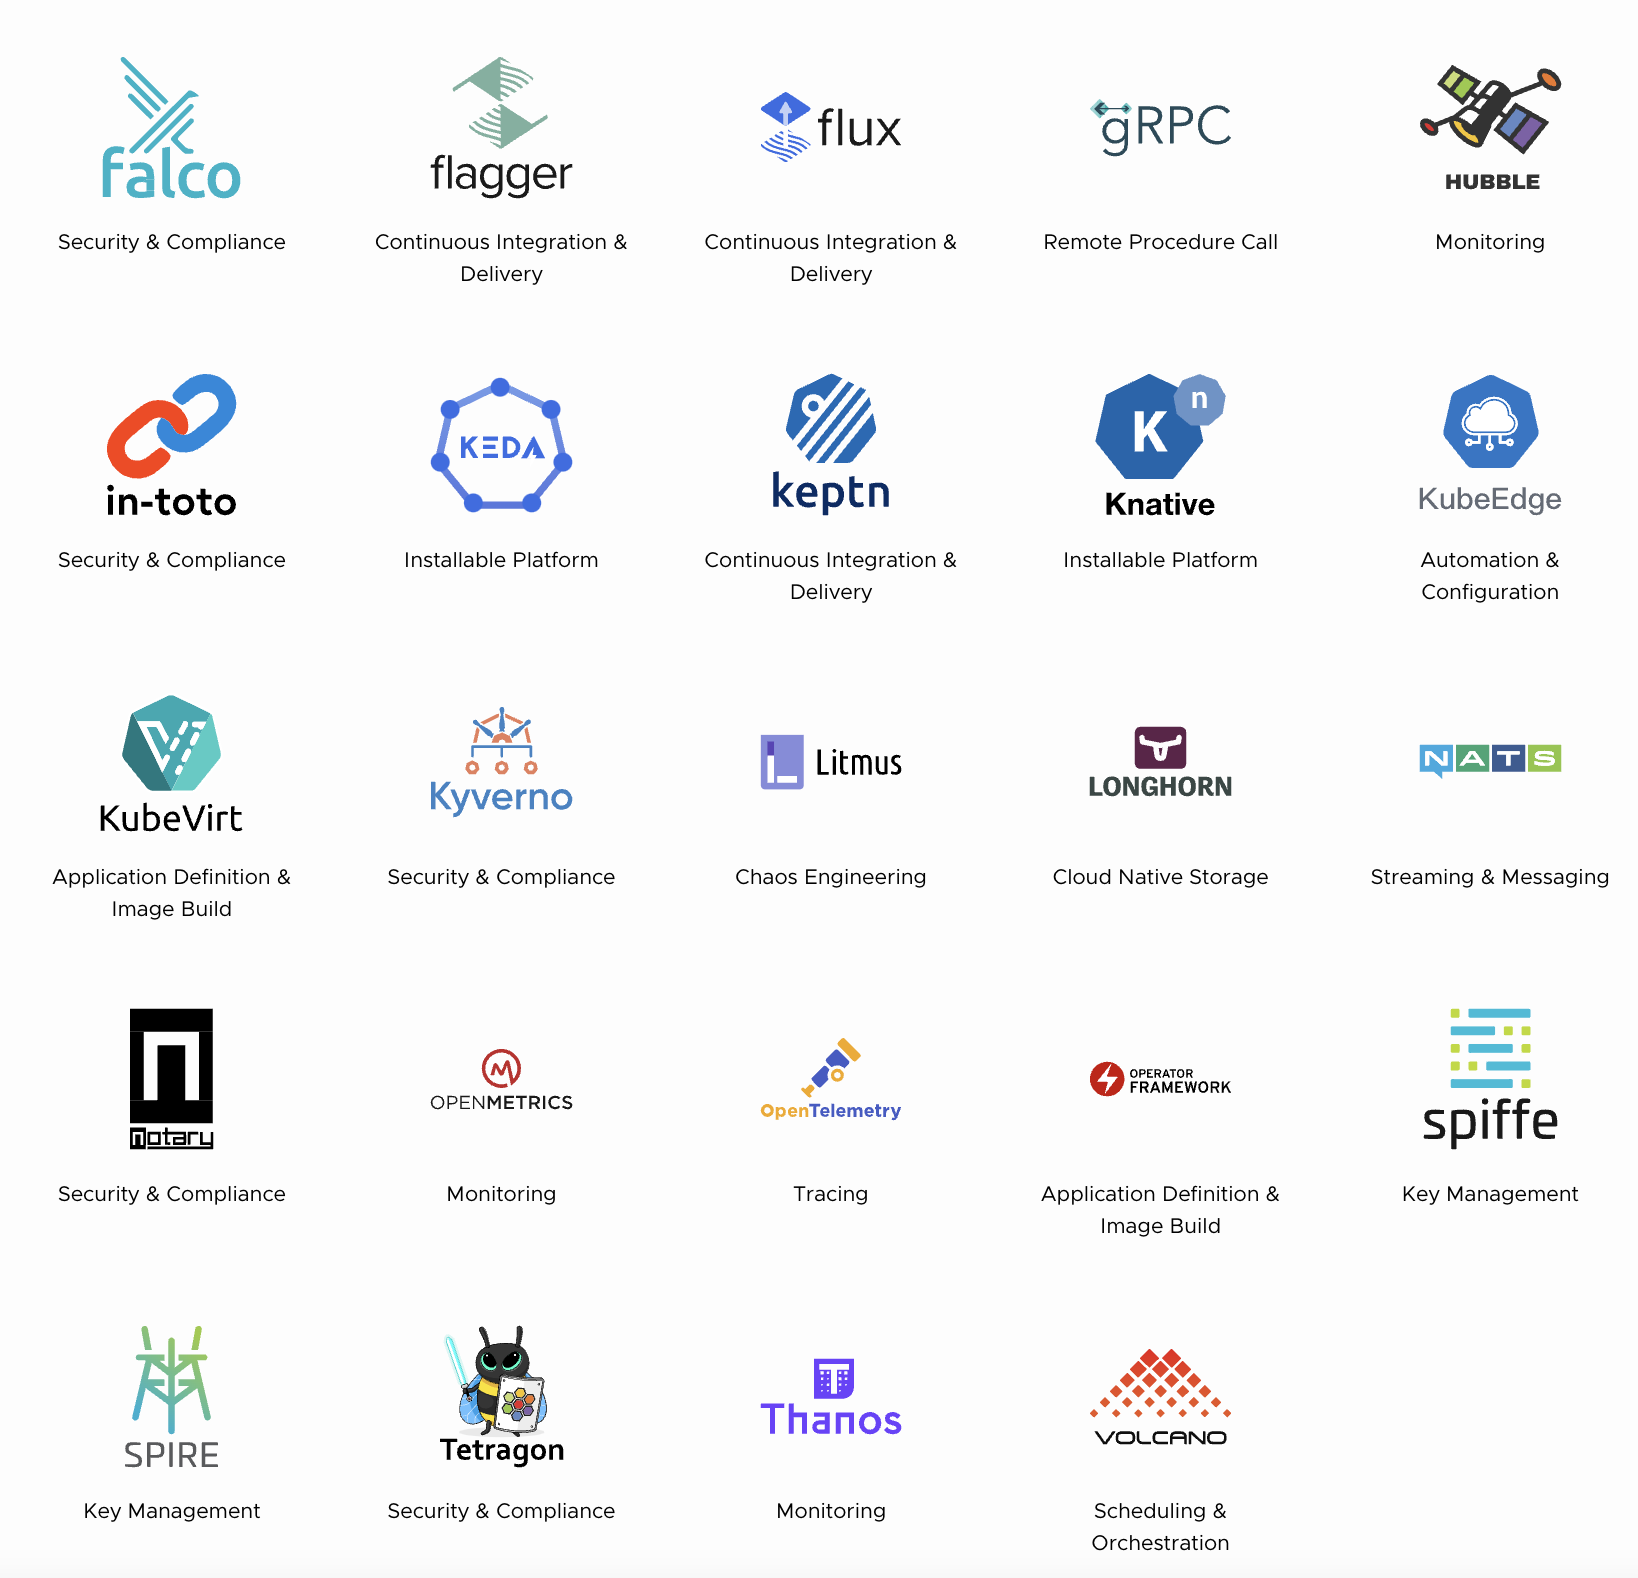 falco
flagger
flux
gRPC
HUBBLE
Security & Compliance
Continuous Integration &
Delivery
Continuous Integration &
Delivery
Remote Procedure Call
Monitoring
in-toto
KEDA
keptn
K
n
Knative
KubeEdge
Security & Compliance
Installable Platform
Continuous Integration &
Delivery
Installable Platform
Automation &
Configuration
KubeVirt
Kyverno
Litmus
LONGHORN
NATS
Application Definition &
Image Build
Security & Compliance
Chaos Engineering
Cloud Native Storage
Streaming & Messaging
notary
OPENMETRICS
OpenTelemetry
OPERATOR
FRAMEWORK
spiffe
Security & Compliance
Monitoring
Tracing
Application Definition &
Image Build
Key Management
SPIRE
Tetragon
T
Thanos
VOLCANO
Key Management
Security & Compliance
Monitoring
Scheduling &
Orchestration